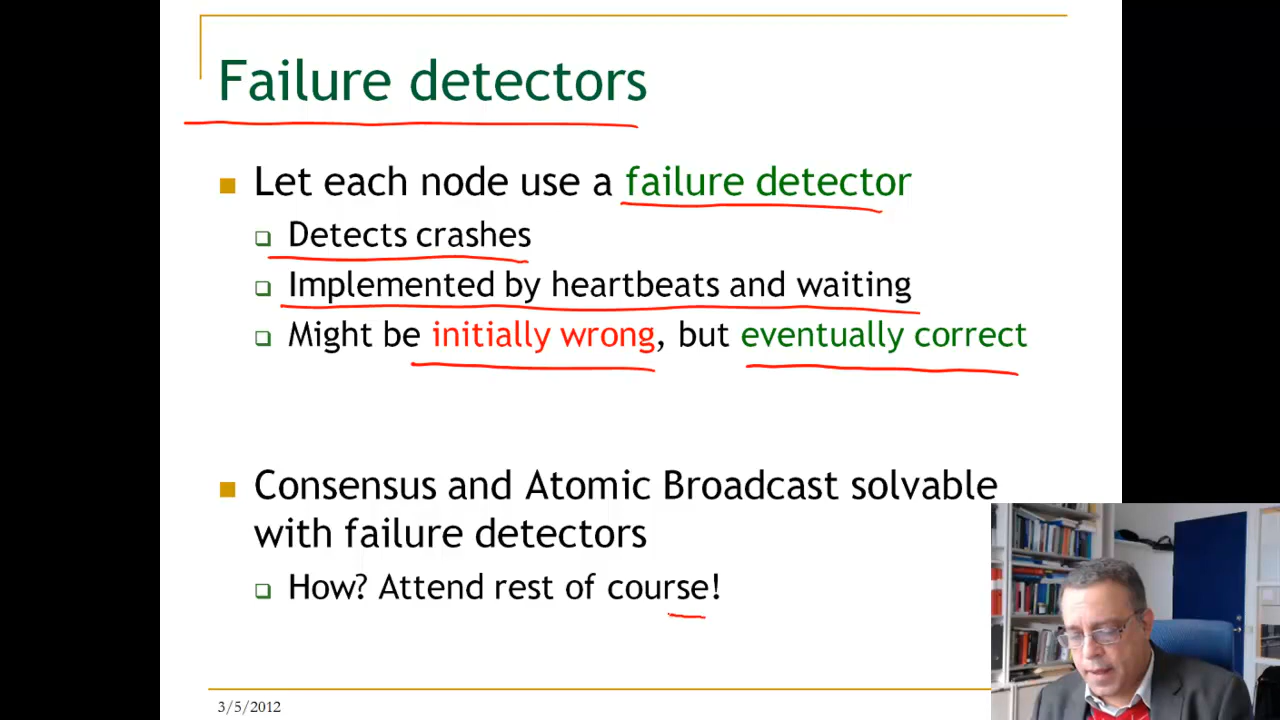 Failure detectors
Let each node use a failure detector
Detects crashes
Implemented by heartbeats and waiting
Might be initially wrong, but eventually correct
Consensus and Atomic Broadcast solvable
with failure detectors
How? Attend rest of course!
3/5/2012